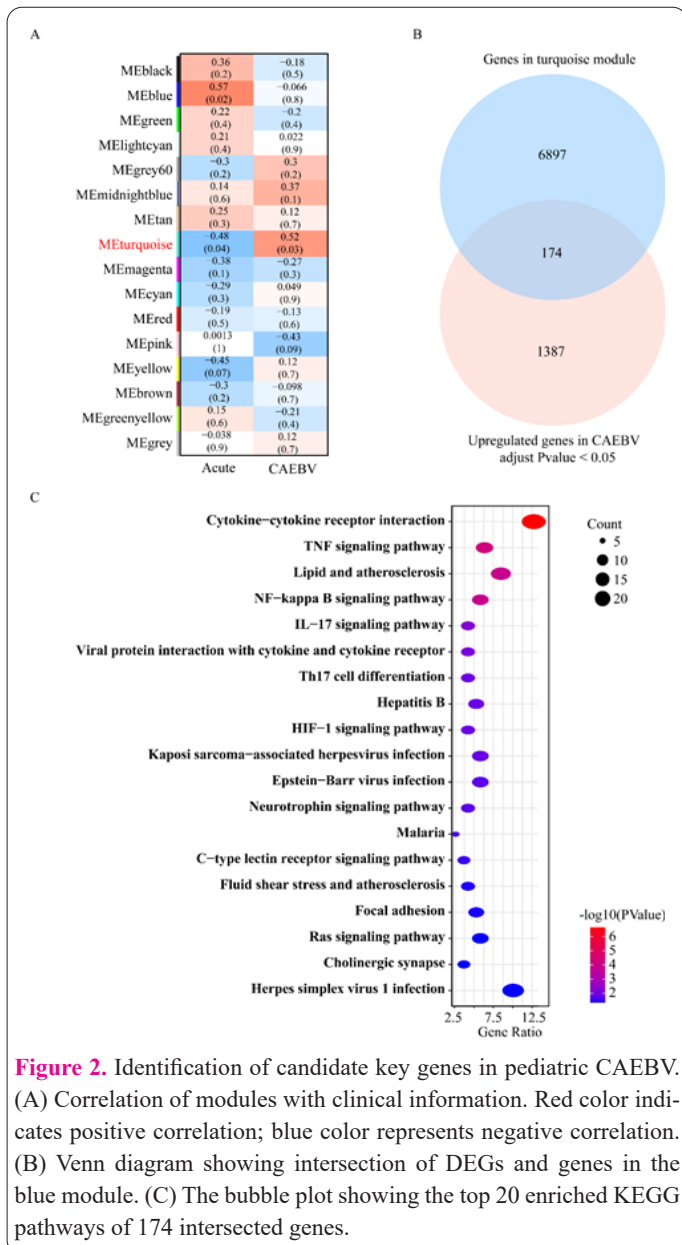 A
MEblack 0.36 −0.18
(0.2) (0.5)
MEblue 0.57 −0.066
(0.02) (0.8)
MEgreen 0.22 −0.2
(0.4) (0.4)
MElightcyan 0.21 0.022
(0.4) (0.9)
MEgrey60 −0.3 0.3
(0.2) (0.2)
MEmidnightblue 0.14 0.37
(0.6) (0.1)
MEtan 0.25 0.12
(0.3) (0.7)
MEturquoise −0.48 0.52
(0.04) (0.03)
MEmagenta −0.38 −0.27
(0.1) (0.3)
MEcyan −0.29 0.049
(0.3) (0.9)
MEred −0.19 −0.13
(0.5) (0.6)
MEpink 0.0013 −0.43
(1) (0.09)
MEyellow −0.45 0.12
(0.07) (0.7)
MEbrown −0.3 −0.098
(0.2) (0.7)
MEgreenyellow 0.15 −0.21
(0.6) (0.4)
MEgrey −0.038 0.12
(0.9) (0.7)
Acute CAEBV
B
Genes in turquoise module
6897
174
1387
Upregulated genes in CAEBV
adjust Pvalue < 0.05
C
Cytokine−cytokine receptor interaction
TNF signaling pathway
Lipid and atherosclerosis
NF−kappa B signaling pathway
IL−17 signaling pathway
Viral protein interaction with cytokine and cytokine receptor
Th17 cell differentiation
Hepatitis B
HIF−1 signaling pathway
Kaposi sarcoma−associated herpesvirus infection
Epstein−Barr virus infection
Neurotrophin signaling pathway
Malaria
C−type lectin receptor signaling pathway
Fluid shear stress and atherosclerosis
Focal adhesion
Ras signaling pathway
Cholinergic synapse
Herpes simplex virus 1 infection
2.5 7.5 12.5
Gene Ratio
Count
5
10
15
20
-log10(PValue)
6
5
4
3
2
Figure 2. Identification of candidate key genes in pediatric CAEBV.
(A) Correlation of modules with clinical information. Red color indi-
cates positive correlation; blue color represents negative correlation.
(B) Venn diagram showing intersection of DEGs and genes in the
blue module. (C) The bubble plot showing the top 20 enriched KEGG
pathways of 174 intersected genes.